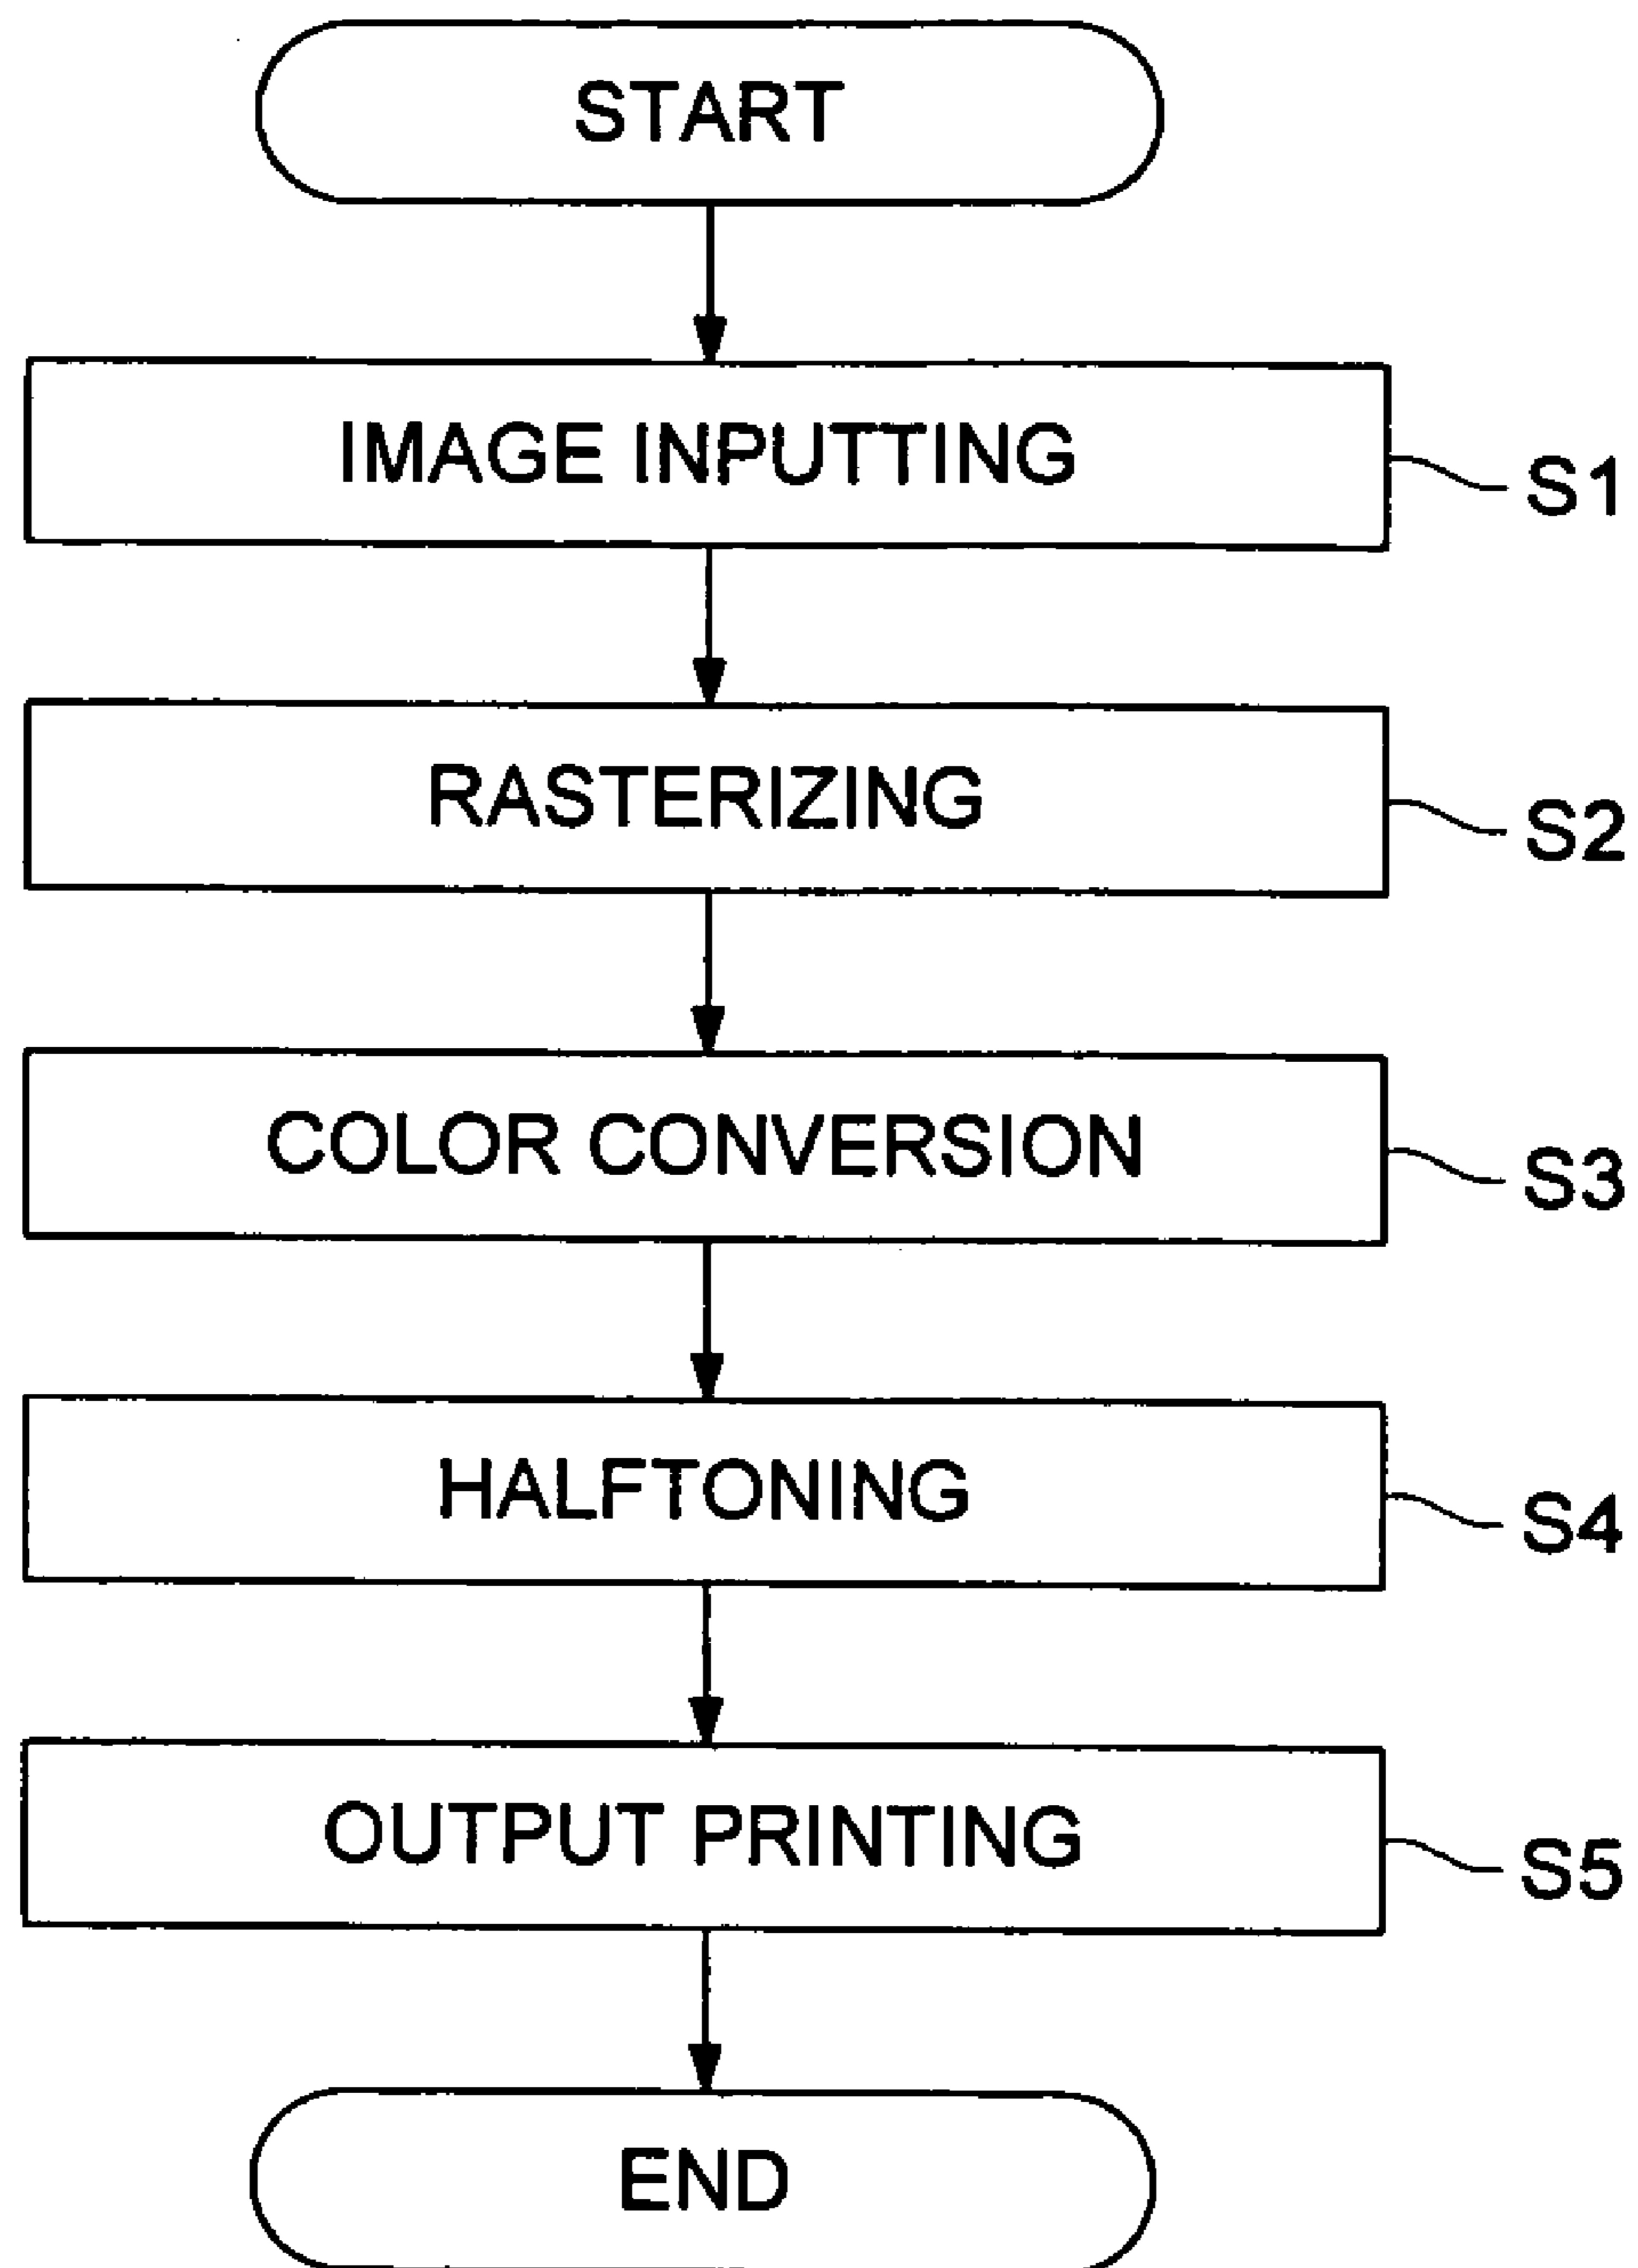 START
IMAGE INPUTTING
S1
RASTERIZING
S2
COLOR CONVERSION
S3
HALFTONING
S4
OUTPUT PRINTING
S5
END